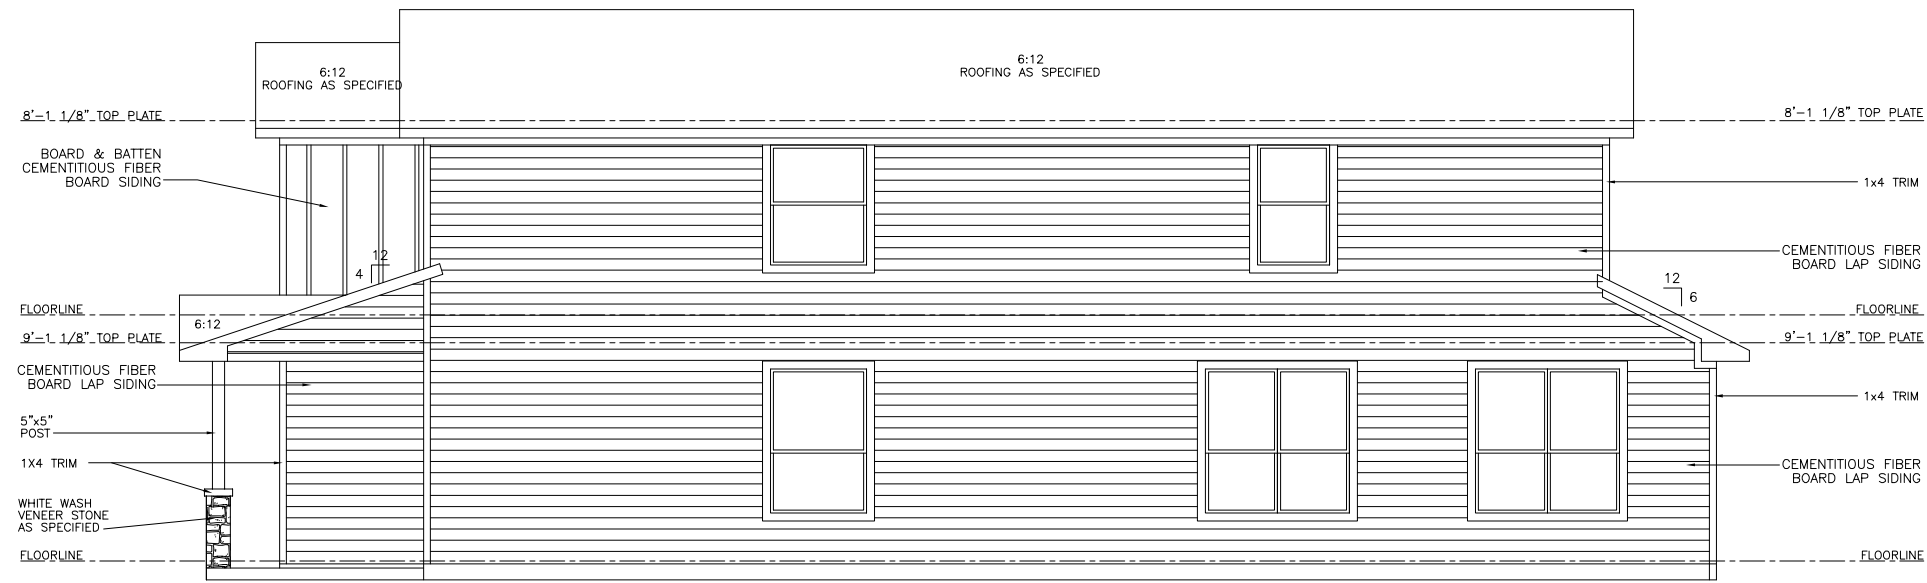 6:12
ROOFING AS SPECIFIED
6:12
ROOFING AS SPECIFIED
8'-1 1/8" TOP PLATE
8'-1 1/8" TOP PLATE
BOARD & BATTEN
CEMENTITIOUS FIBER
BOARD SIDING
1x4 TRIM
12
4
CEMENTITIOUS FIBER
BOARD LAP SIDING
12
6
FLOORLINE
FLOORLINE
6:12
9'-1 1/8" TOP PLATE
9'-1 1/8" TOP PLATE
CEMENTITIOUS FIBER
BOARD LAP SIDING
1x4 TRIM
5"x5"
POST
1X4 TRIM
CEMENTITIOUS FIBER
BOARD LAP SIDING
WHITE WASH
VENEER STONE
AS SPECIFIED
FLOORLINE
FLOORLINE